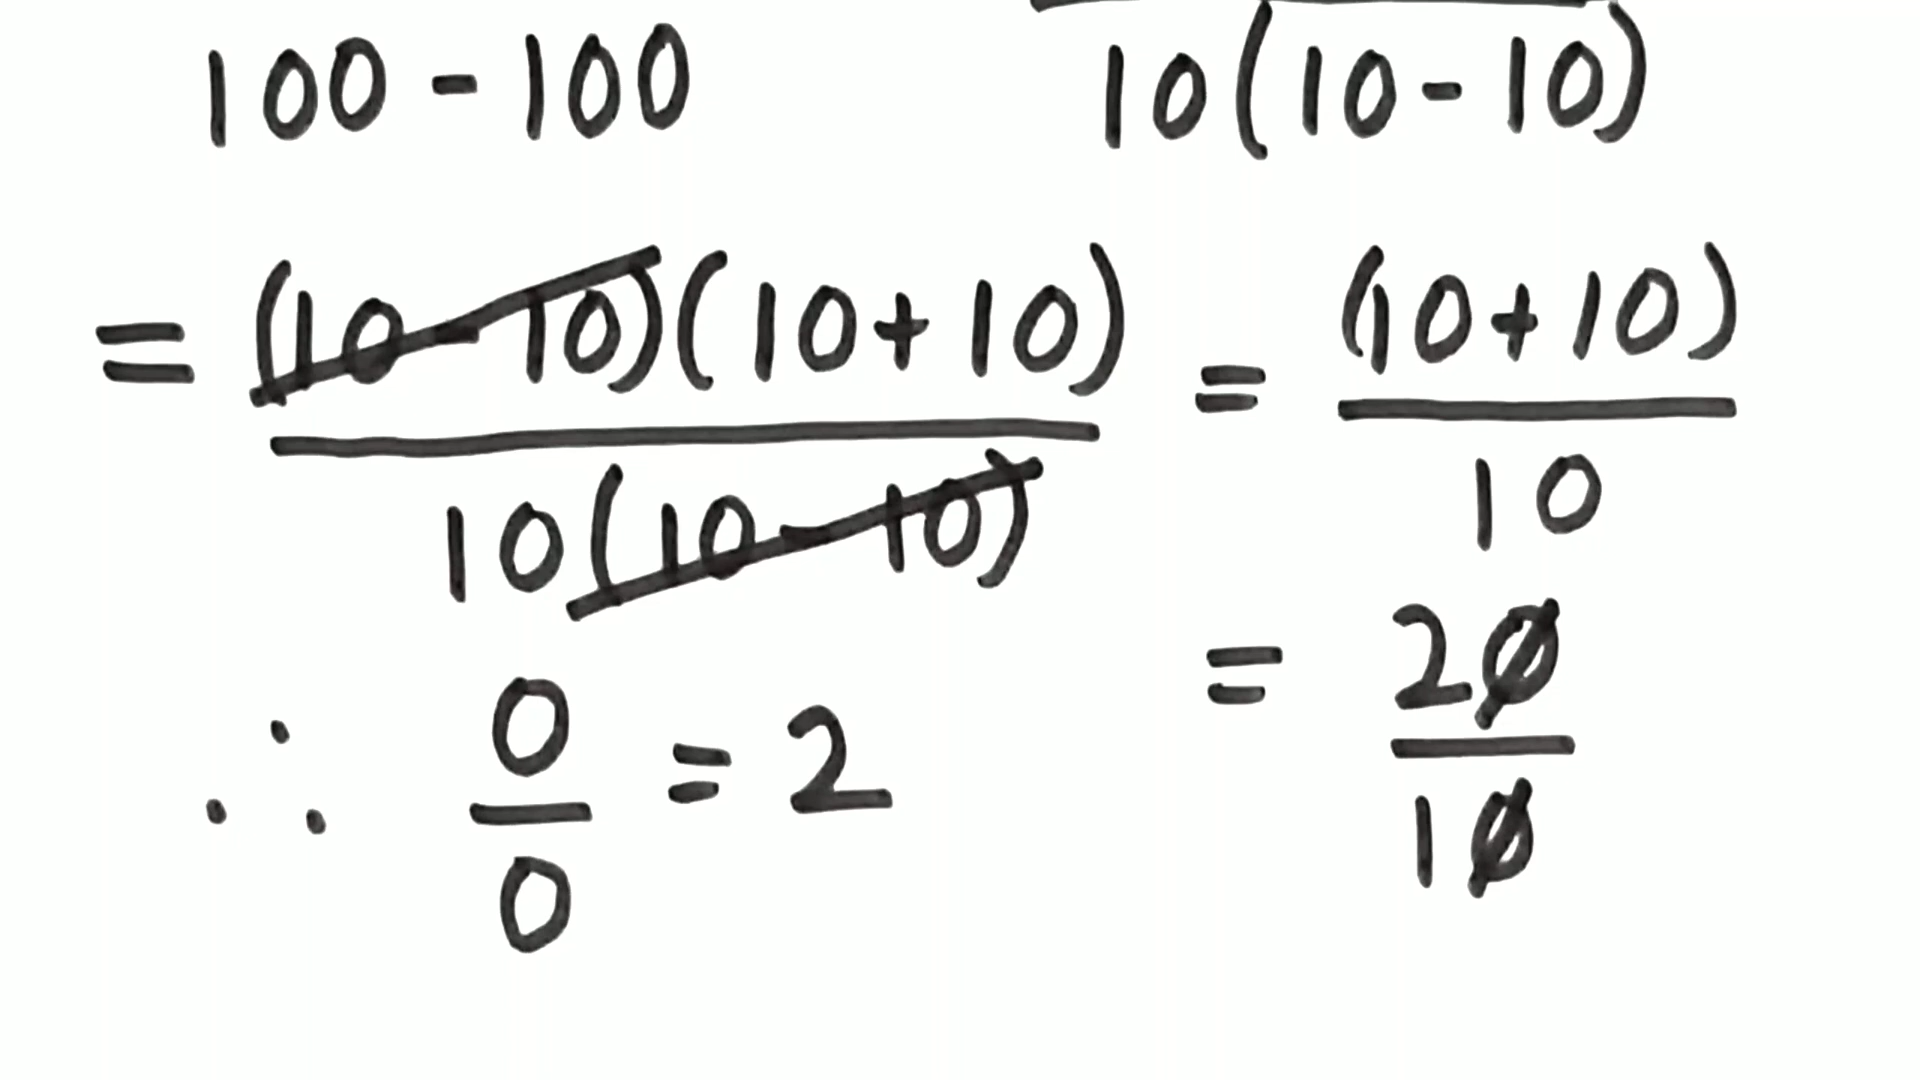 100 - 100 10(10 - 10)
= (10 - 10)(10 + 10) = (10 + 10)
10(10 - 10) 10
∴ 0 = 2 = 20
0 10